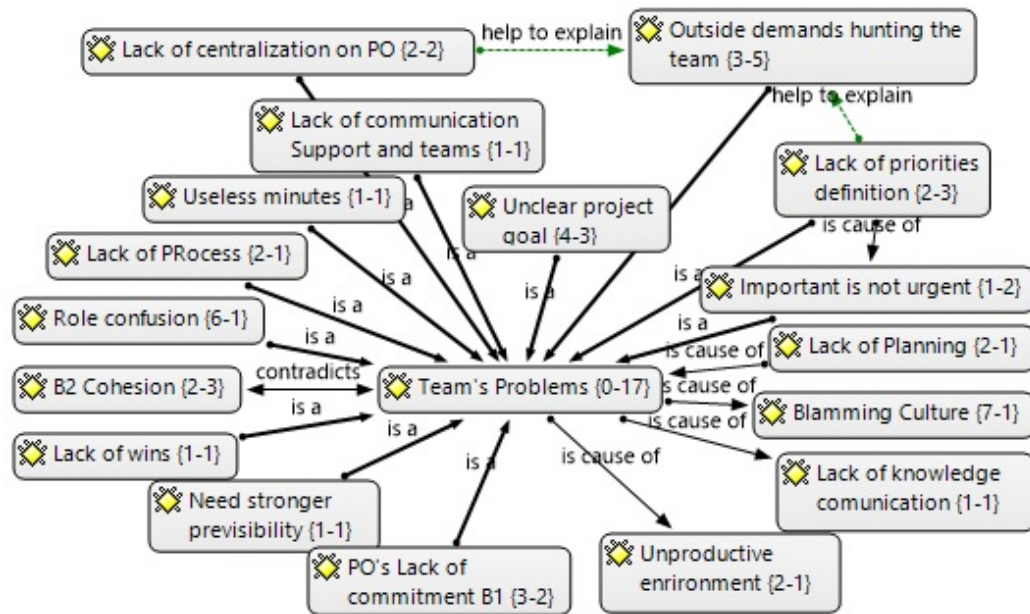 Lack of centralization on PO {2-2}
help to explain
Outside demands hunting the
team {3-5}
help to explain
Lack of communication
Support and teams {1-1}
Lack of priorities
definition {2-3}
Useless minutes {1-1}
a
Unclear project
goal {4-3}
is cause of
Lack of PRocess {2-1}
is a
is a
is a
is a
is a
Important is not urgent {1-2}
Role confusion {6-1}
is a
is a
is cause of
Lack of Planning {2-1}
contradicts
B2 Cohesion {2-3}
Team's Problems {0-17}
is cause of
Blamming Culture {7-1}
is a
is a
is cause of
Lack of wins {1-1}
is a
is cause of
Lack of knowledge
comunication {1-1}
Need stronger
previsibility {1-1}
PO's Lack of
commitment B1 {3-2}
Unproductive
enrironment {2-1}